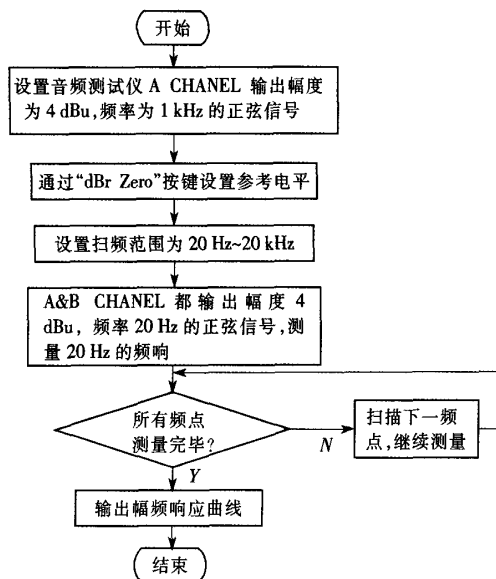 开始
设置音频测试仪 A CHANEL 输出幅度
为 4 dBu,频率为 1 kHz 的正弦信号
通过“dBr Zero”按键设置参考电平
设置扫频范围为 20 Hz~20 kHz
A&B CHANEL 都输出幅度 4
dBu, 频率 20 Hz 的正弦信号,测
量 20 Hz 的频响
所有频点
测量完毕?
N
扫描下一频
点,继续测量
Y
输出幅频响应曲线
结束